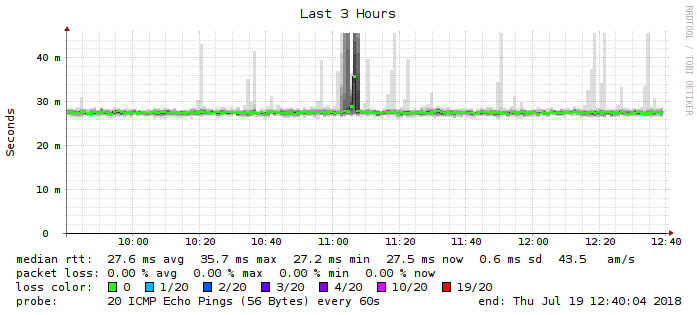 Last 3 Hours
RRDTOOL / TOBI OETIKER
Seconds
40 m
30 m
20 m
10 m
0
10:00 10:20 10:40 11:00 11:20 11:40 12:00 12:20 12:40
median rtt: 27.6 ms avg 35.7 ms max 27.2 ms min 27.5 ms now 0.6 ms sd 43.5 am/s
packet loss: 0.00 % avg 0.00 % max 0.00 % min 0.00 % now
loss color: 0 1/20 2/20 3/20 4/20 10/20 19/20
probe: 20 ICMP Echo Pings (56 Bytes) every 60s end: Thu Jul 19 12:40:04 2018